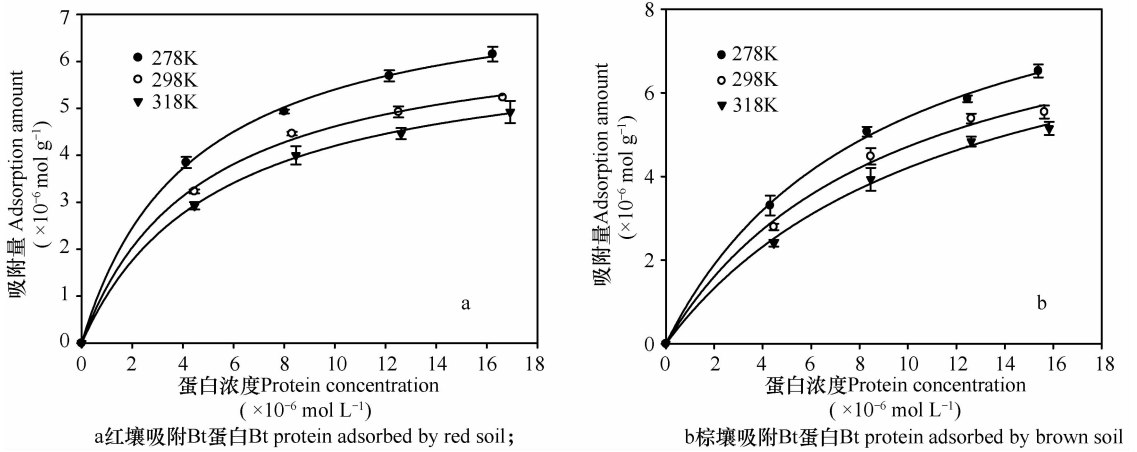 7
6
5
4
3
2
1
0
吸附量 Adsorption amount
( ×10⁻⁶ mol g⁻¹)
278K
298K
318K
a
0 2 4 6 8 10 12 14 16 18
蛋白浓度Protein concentration
( ×10⁻⁶ mol L⁻¹)
a红壤吸附Bt蛋白Bt protein adsorbed by red soil；
8
6
4
2
0
吸附量Adsorption amount
( ×10⁻⁶ mol g⁻¹)
278K
298K
318K
b
0 2 4 6 8 10 12 14 16 18
蛋白浓度Protein concentration
( ×10⁻⁶ mol L⁻¹)
b棕壤吸附Bt蛋白Bt protein adsorbed by brown soil